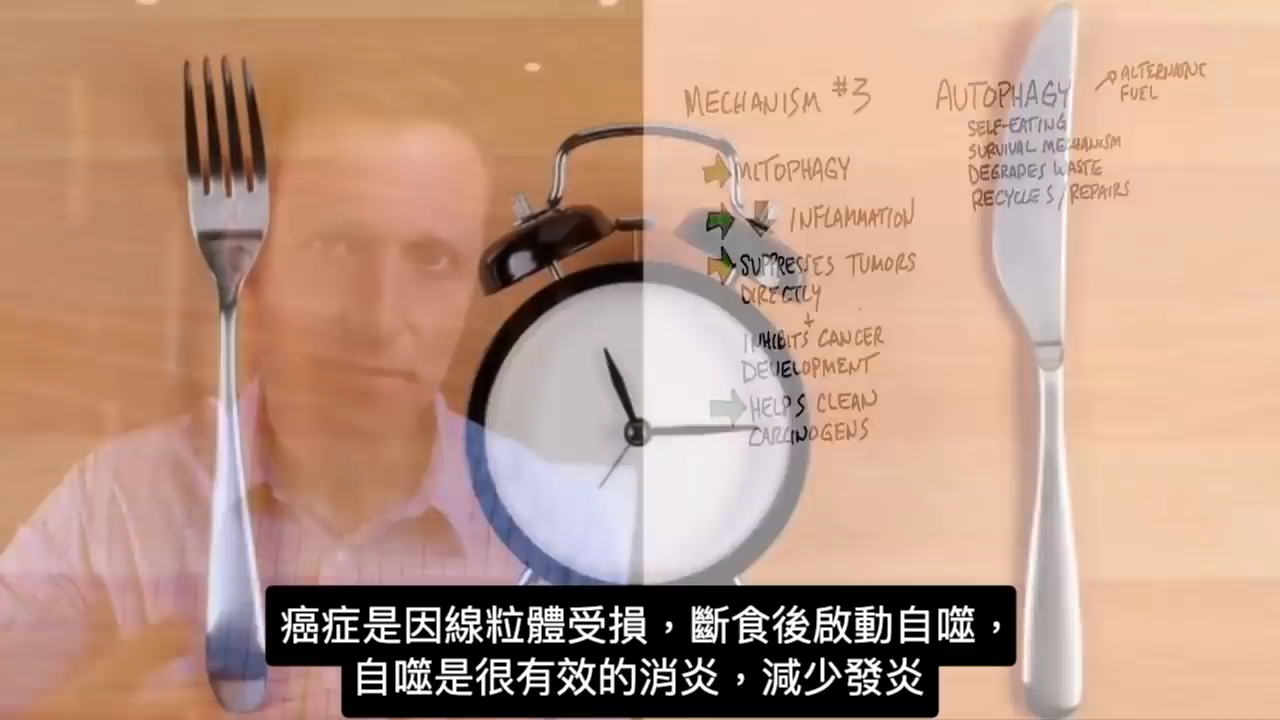 MECHANISM #3
MITOPHAGY
INFLAMMATION
SUPPRESSES TUMORS
DIRECTLY
+
INHIBITS CANCER
DEVELOPMENT
HELPS CLEAN
CARCINOGENS
AUTOPHAGY
SELF-EATING
SURVIVAL MECHANISM
DEGRADES WASTE
RECYCLES/REPAIRS
ALTERNATIVE
FUEL
癌症是因線粒體受損，斷食後啟動自噬，
自噬是很有效的消炎，減少發炎